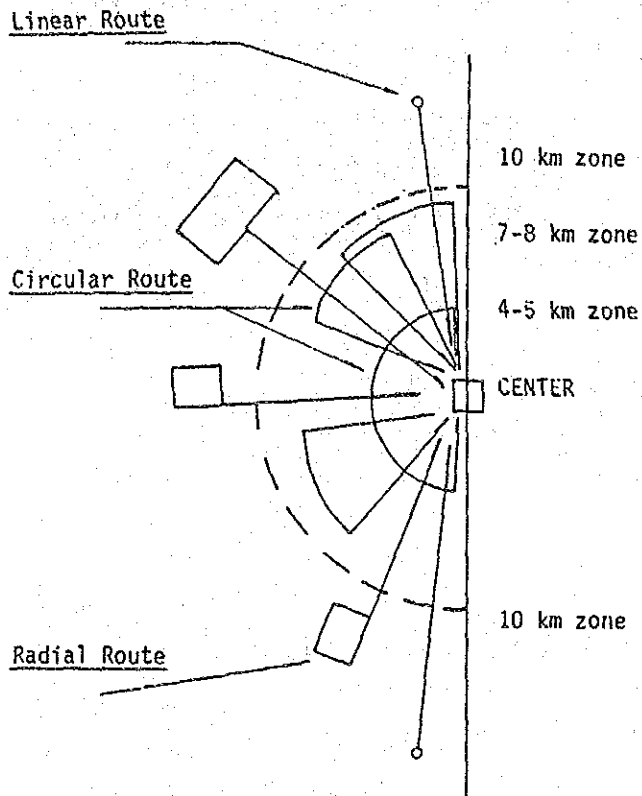 Linear Route
10 km zone
7-8 km zone
Circular Route
4-5 km zone
CENTER
10 km zone
Radial Route